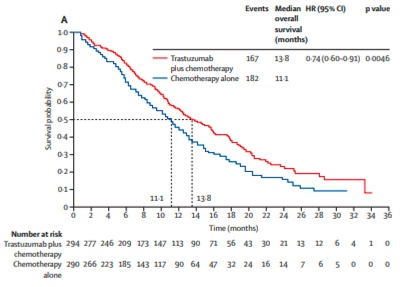 A
Events Median HR (95% CI) p value
overall
survival
(months)
Trastuzumab 167 13·8 0·74 (0·60–0·91) 0·0046
plus chemotherapy
Chemotherapy alone 182 11·1
1·0
0·9
0·8
0·7
0·6
0·5
0·4
0·3
0·2
0·1
0
Survival probability
11·1 13·8
0 2 4 6 8 10 12 14 16 18 20 22 24 26 28 30 32 34 36
Time (months)
Number at risk
Trastuzumab plus 294 277 246 209 173 147 113 90 71 56 43 30 21 13 12 6 4 1 0
chemotherapy
Chemotherapy 290 266 223 185 143 117 90 64 47 32 24 16 14 7 6 5 0 0 0
alone